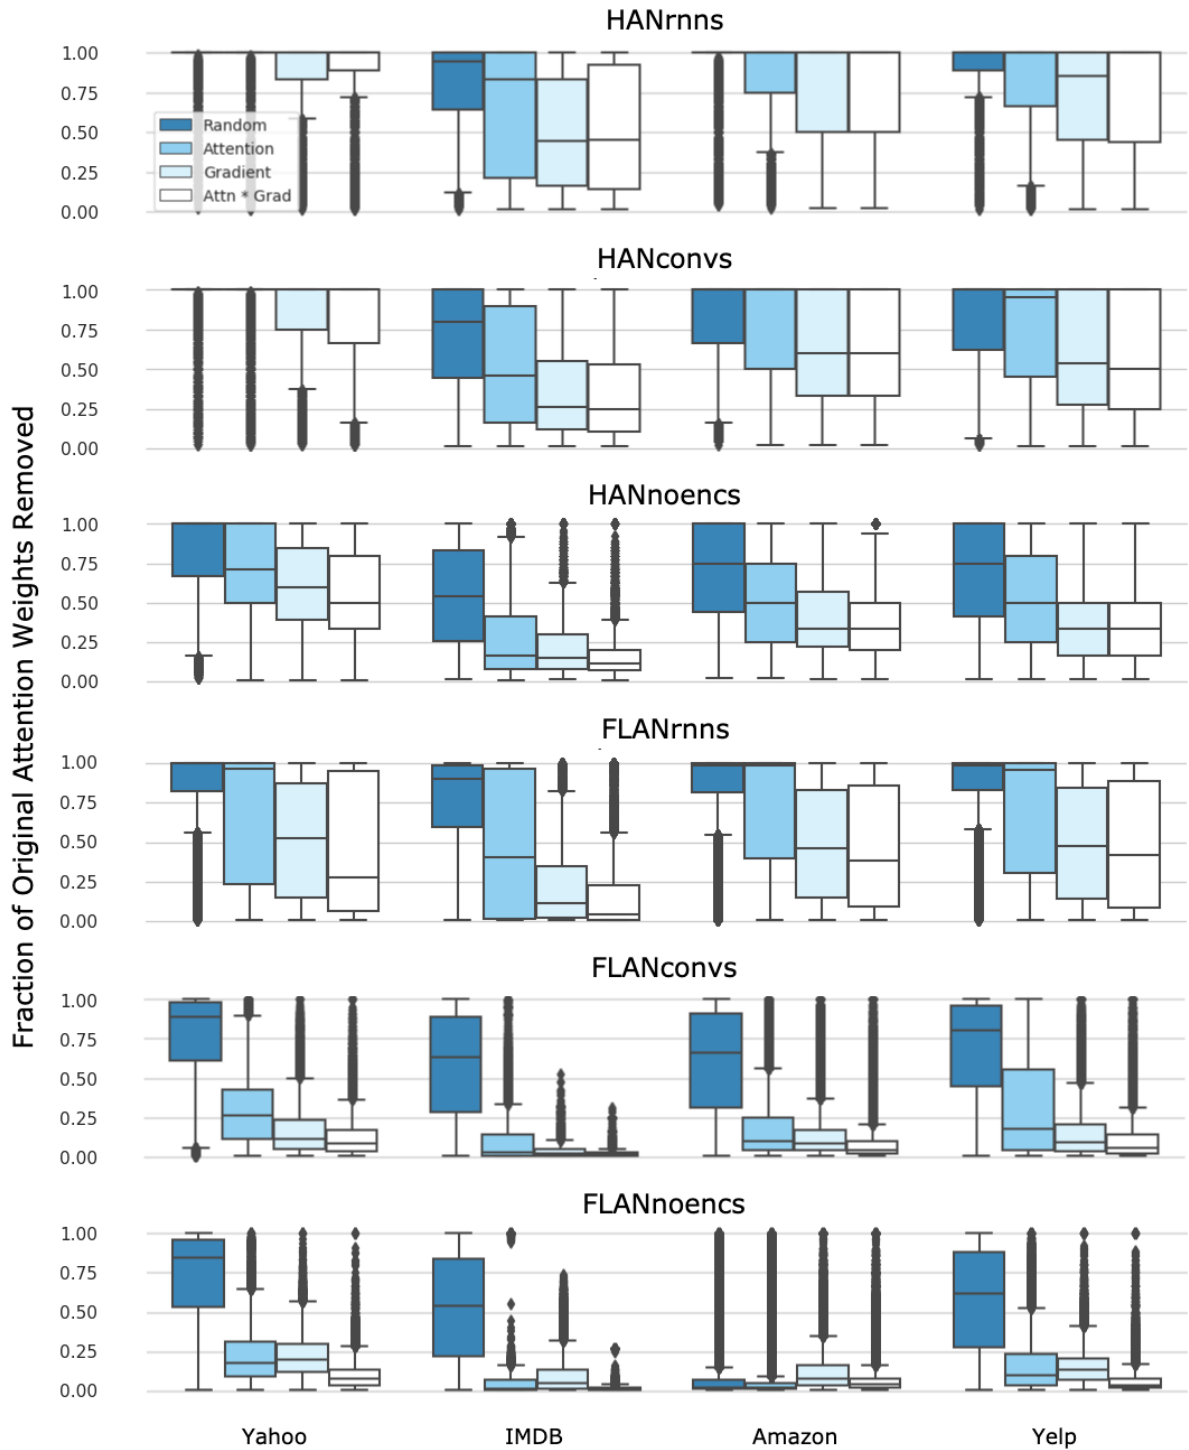 HANrnns
1.00
0.75
0.50
0.25
0.00
Random
Attention
Gradient
Attn * Grad
HANconvs
1.00
0.75
0.50
0.25
0.00
HANnoencs
1.00
0.75
0.50
0.25
0.00
FLANrnns
1.00
0.75
0.50
0.25
0.00
FLANconvs
1.00
0.75
0.50
0.25
0.00
FLANnoencs
1.00
0.75
0.50
0.25
0.00
Fraction of Original Attention Weights Removed
Yahoo IMDB Amazon Yelp